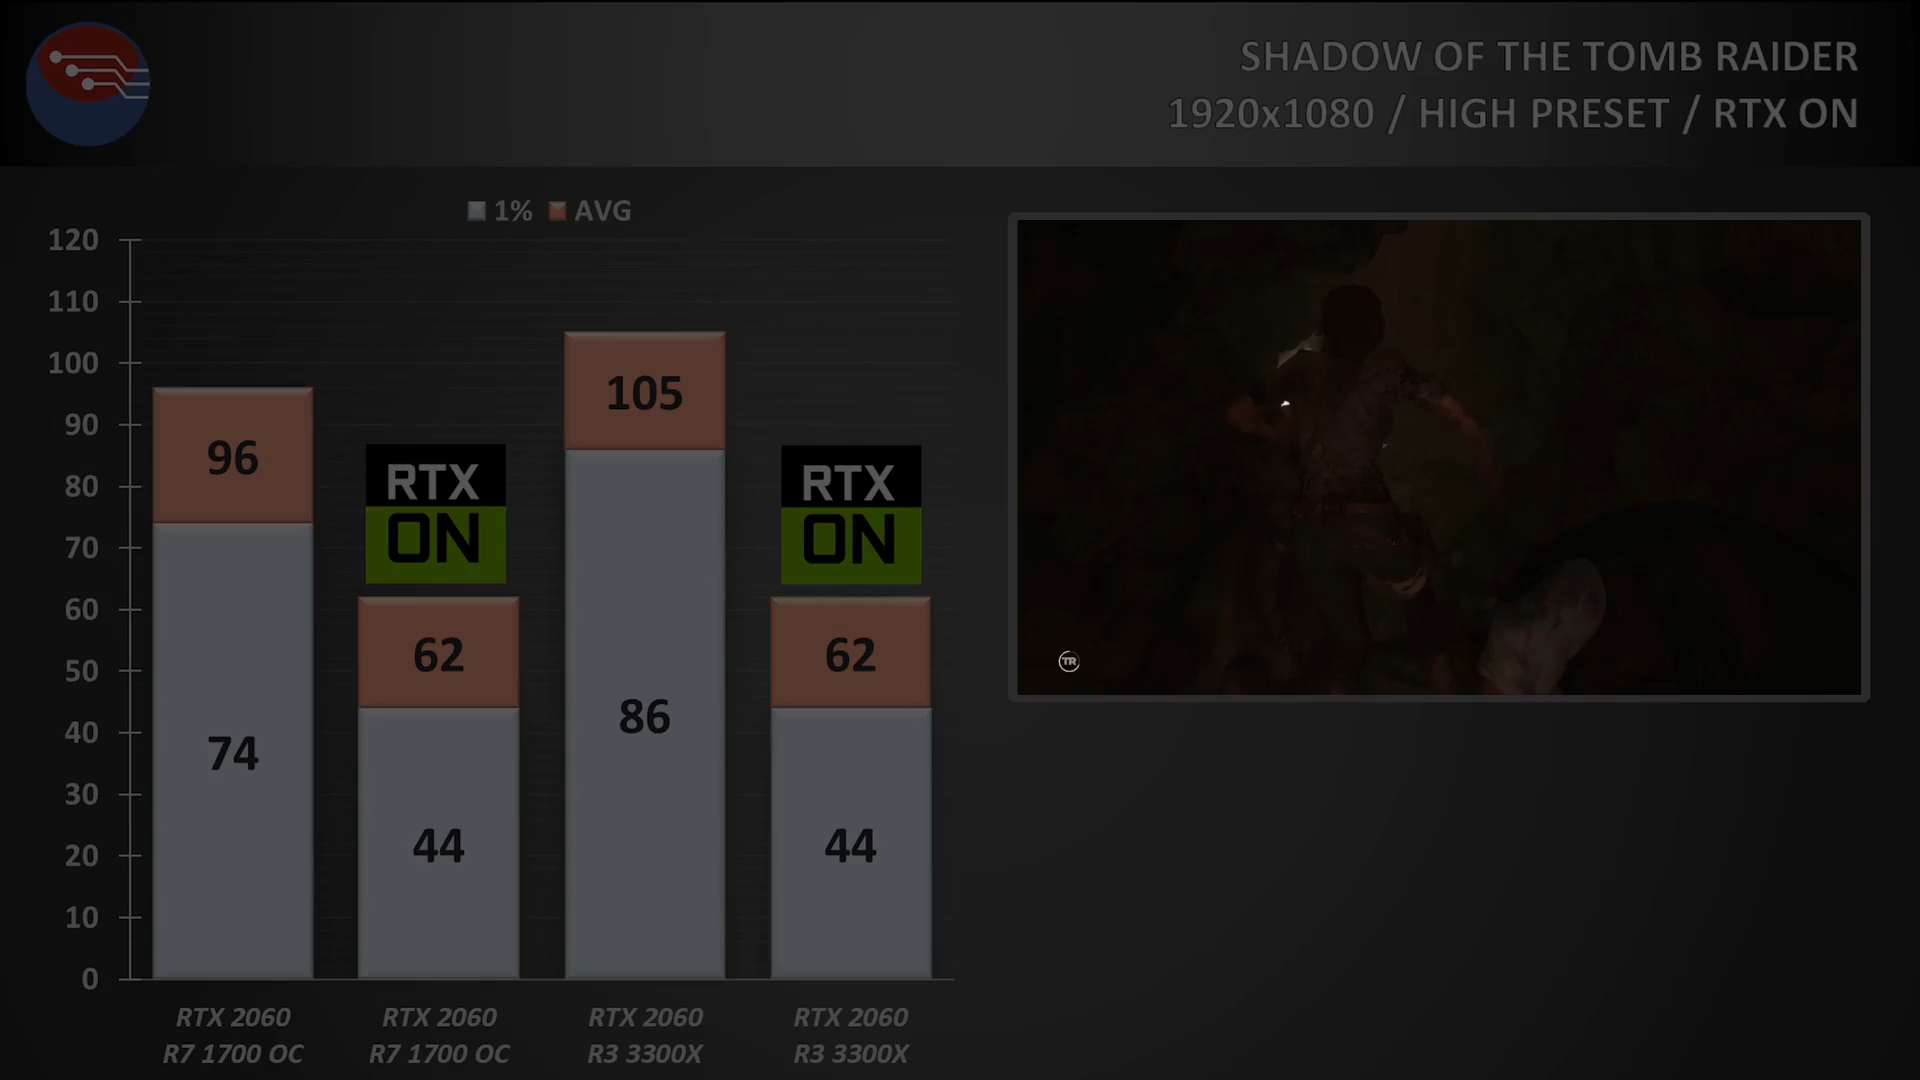 SHADOW OF THE TOMB RAIDER
1920x1080 / HIGH PRESET / RTX ON
1% AVG
120
110
100
90
80
70
60
50
40
30
20
10
0
96
74
RTX
ON
62
44
105
86
RTX
ON
62
44
TR
RTX 2060
R7 1700 OC
RTX 2060
R7 1700 OC
RTX 2060
R3 3300X
RTX 2060
R3 3300X